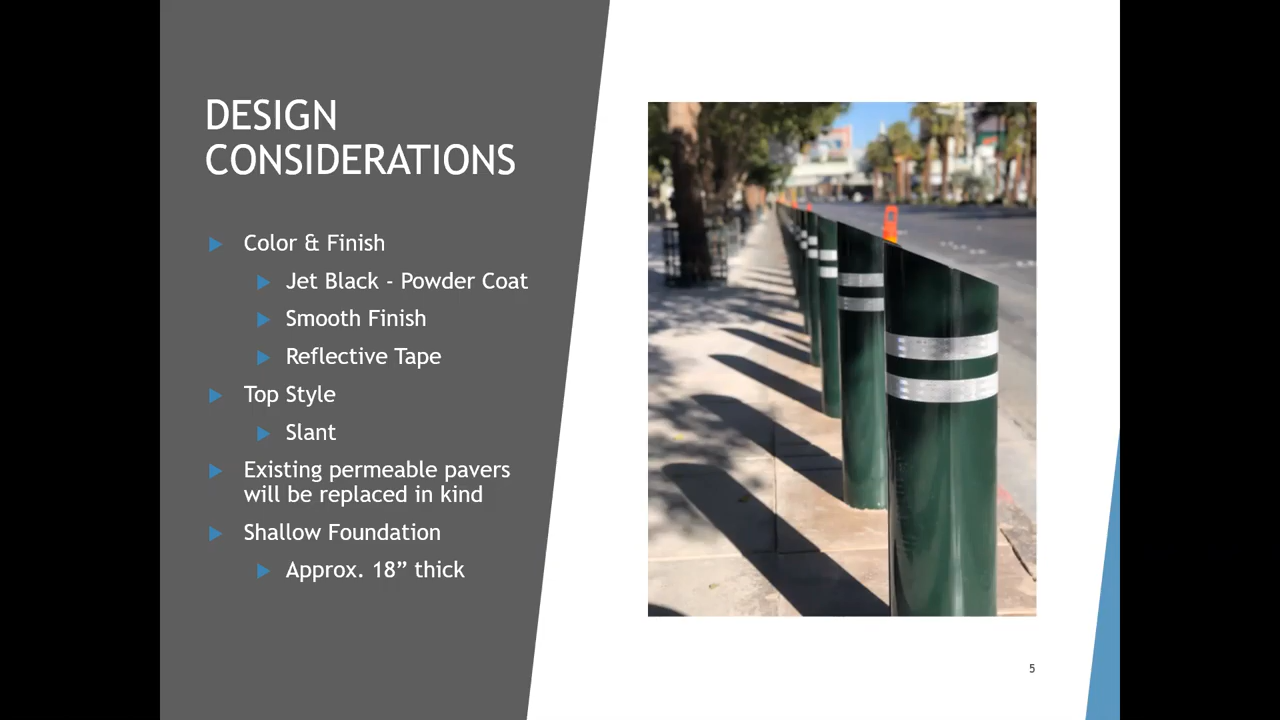 DESIGN
CONSIDERATIONS
Color & Finish
Jet Black - Powder Coat
Smooth Finish
Reflective Tape
Top Style
Slant
Existing permeable pavers
will be replaced in kind
Shallow Foundation
Approx. 18” thick
5